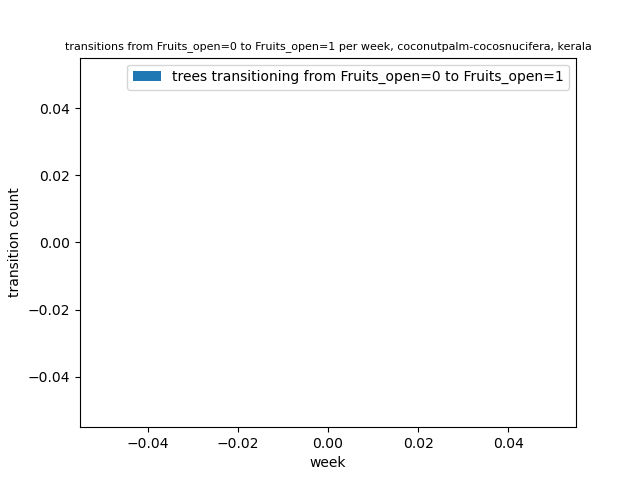 transitions from Fruits_open=0 to Fruits_open=1 per week, coconutpalm-cocosnucifera, kerala
trees transitioning from Fruits_open=0 to Fruits_open=1
transition count
0.04
0.02
0.00
−0.02
−0.04
−0.04 −0.02 0.00 0.02 0.04
week